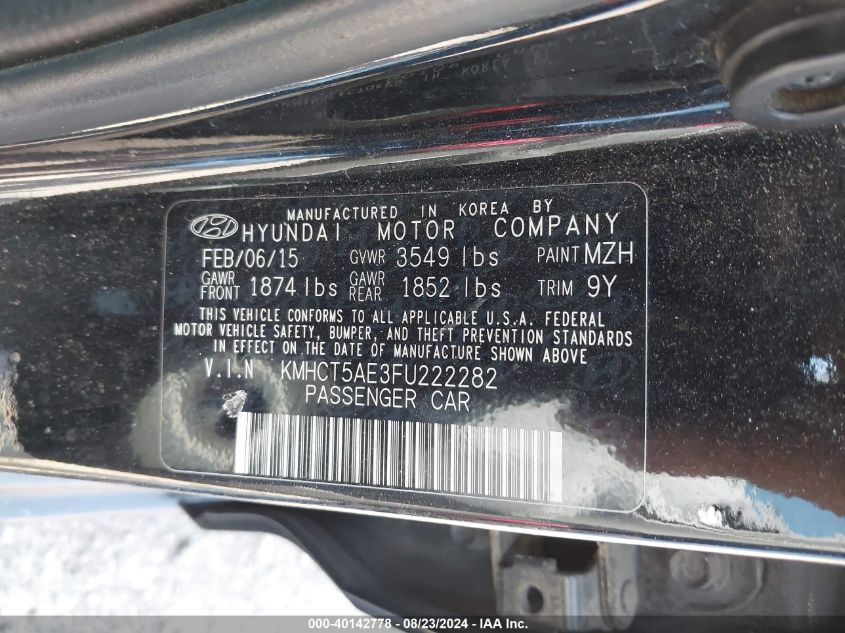 MANUFACTURED IN KOREA BY
HYUNDAI MOTOR COMPANY
FEB/06/15 GVWR 3549 lbs PAINT MZH
GAWR FRONT 1874 lbs GAWR REAR 1852 lbs TRIM 9Y
THIS VEHICLE CONFORMS TO ALL APPLICABLE U.S.A. FEDERAL
MOTOR VEHICLE SAFETY, BUMPER, AND THEFT PREVENTION STANDARDS
IN EFFECT ON THE DATE OF MANUFACTURE SHOWN ABOVE
V.I.N KMHCT5AE3FU222282
PASSENGER CAR
000-40142778 - 08/23/2024 - IAAI.com